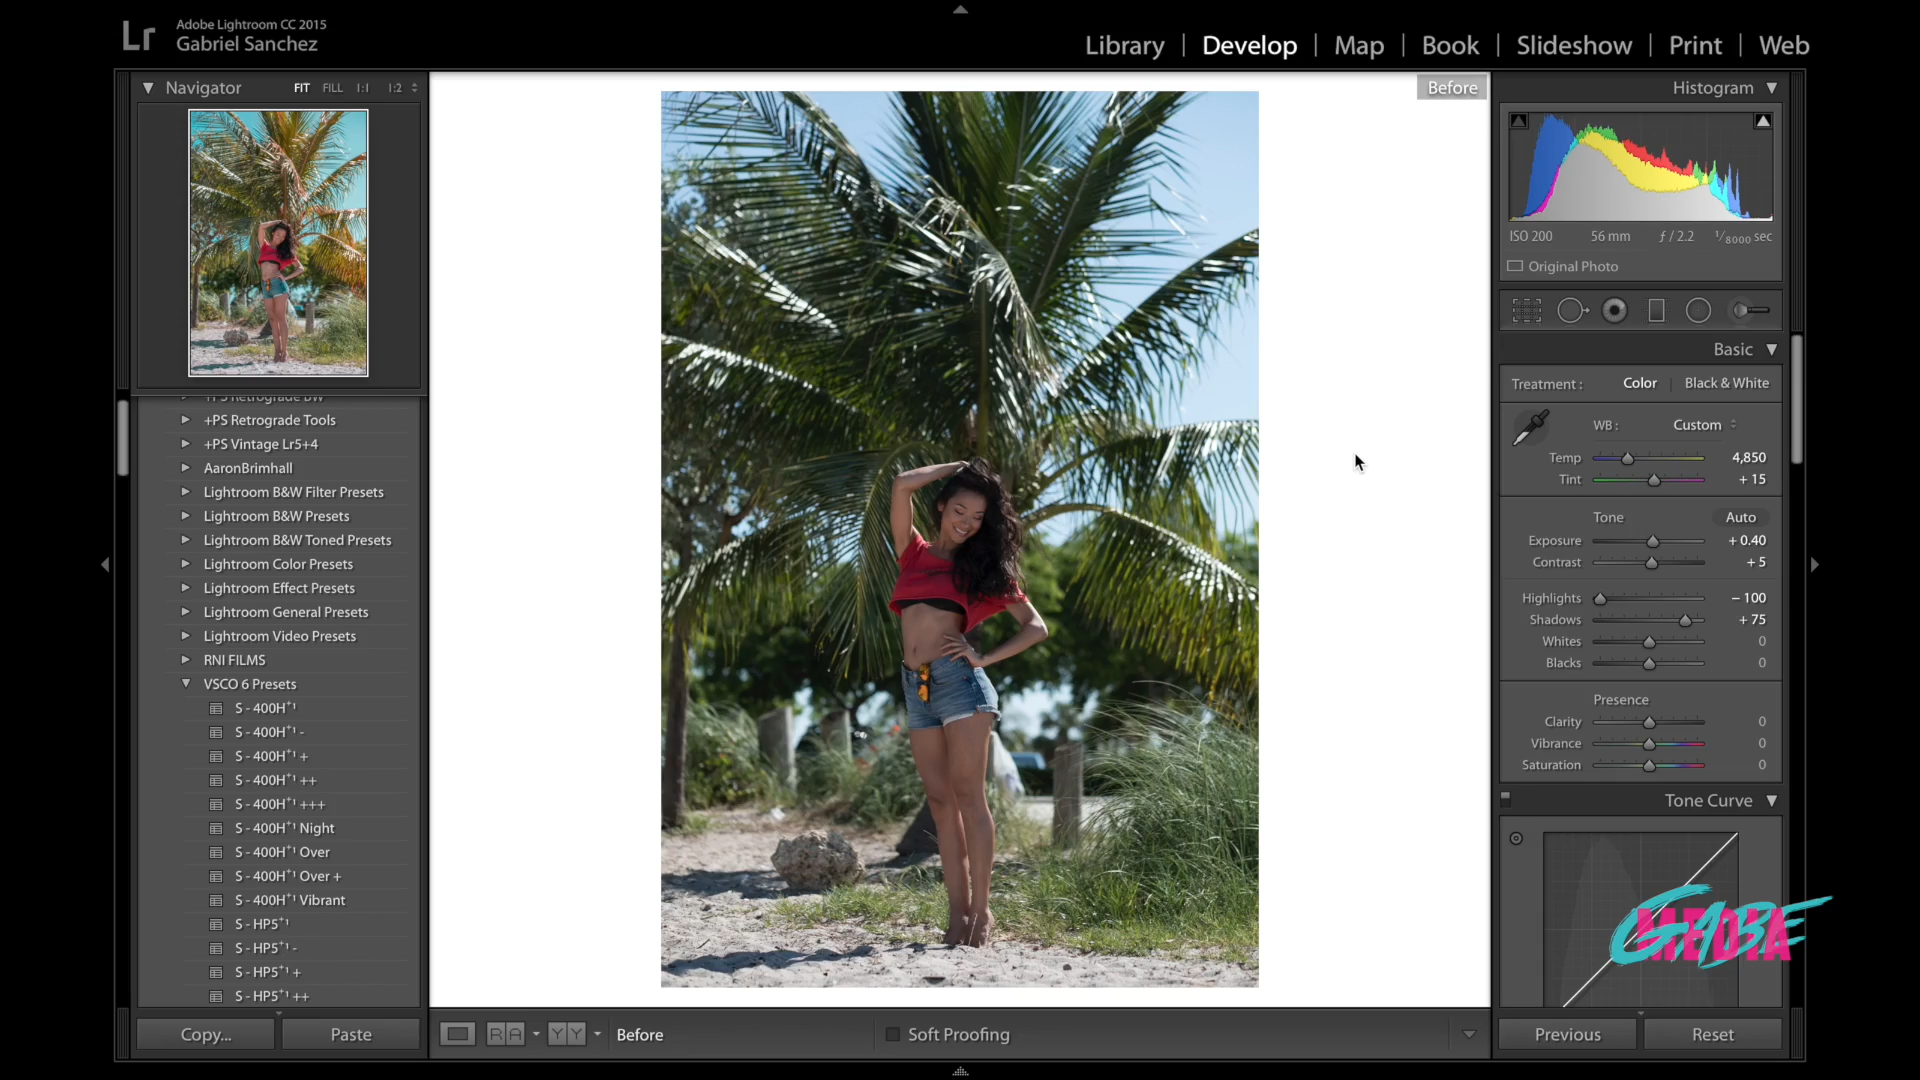 Lr
Adobe Lightroom CC 2015
Gabriel Sanchez
Library | Develop | Map | Book | Slideshow | Print | Web
Navigator FIT FILL 1:1 1:2
+PS Retrograde BW
+PS Retrograde Tools
+PS Vintage Lr5+4
AaronBrimhall
Lightroom B&W Filter Presets
Lightroom B&W Presets
Lightroom B&W Toned Presets
Lightroom Color Presets
Lightroom Effect Presets
Lightroom General Presets
Lightroom Video Presets
RNI FILMS
VSCO 6 Presets
S - 400H⁺¹
S - 400H⁺¹ -
S - 400H⁺¹ +
S - 400H⁺¹ ++
S - 400H⁺¹ +++
S - 400H⁺¹ Night
S - 400H⁺¹ Over
S - 400H⁺¹ Over +
S - 400H⁺¹ Vibrant
S - HP5⁺¹
S - HP5⁺¹ -
S - HP5⁺¹ +
S - HP5⁺¹ ++
Copy... Paste
Before
R A Y Y Before Soft Proofing
Histogram
ISO 200 56 mm ƒ / 2.2 1/8000 sec
Original Photo
Basic
Treatment : Color | Black & White
WB : Custom
Temp 4,850
Tint + 15
Tone Auto
Exposure + 0.40
Contrast + 5
Highlights − 100
Shadows + 75
Whites 0
Blacks 0
Presence
Clarity 0
Vibrance 0
Saturation 0
Tone Curve
GABE
MEDIA
Previous Reset